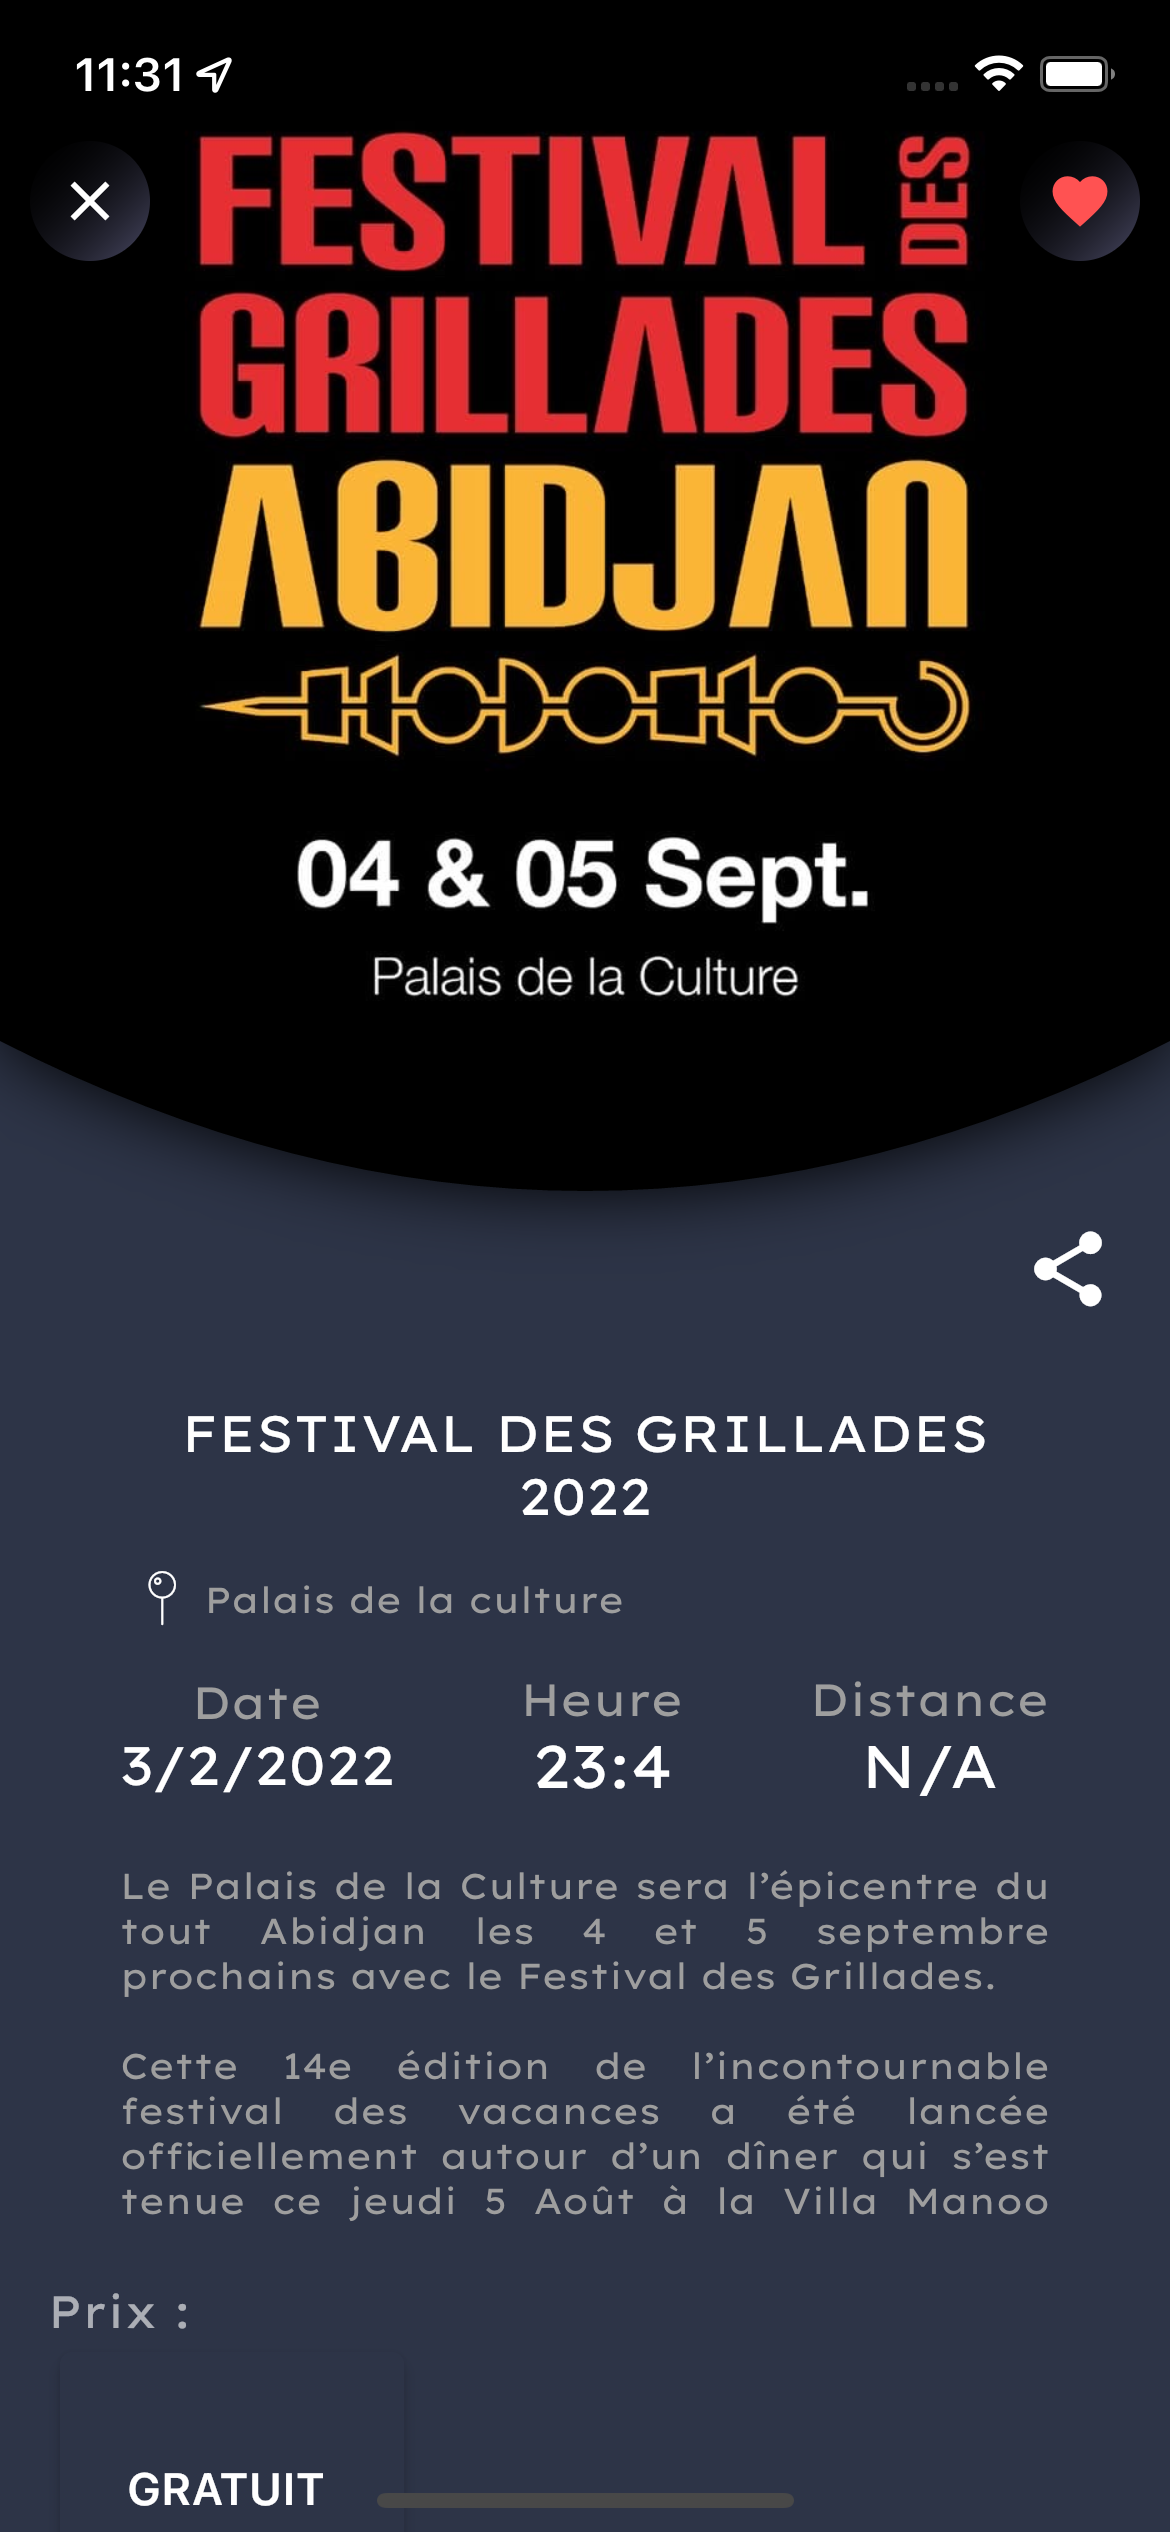 11:31
FESTIVAL DES
GRILLADES
ABIDJAN
04 & 05 Sept.
Palais de la Culture
FESTIVAL DES GRILLADES
2022
Palais de la culture
Date Heure Distance
3/2/2022 23:4 N/A
Le Palais de la Culture sera l’épicentre du
tout Abidjan les 4 et 5 septembre
prochains avec le Festival des Grillades.
Cette 14e édition de l’incontournable
festival des vacances a été lancée
officiellement autour d’un dîner qui s’est
tenue ce jeudi 5 Août à la Villa Manoo
Prix :
GRATUIT